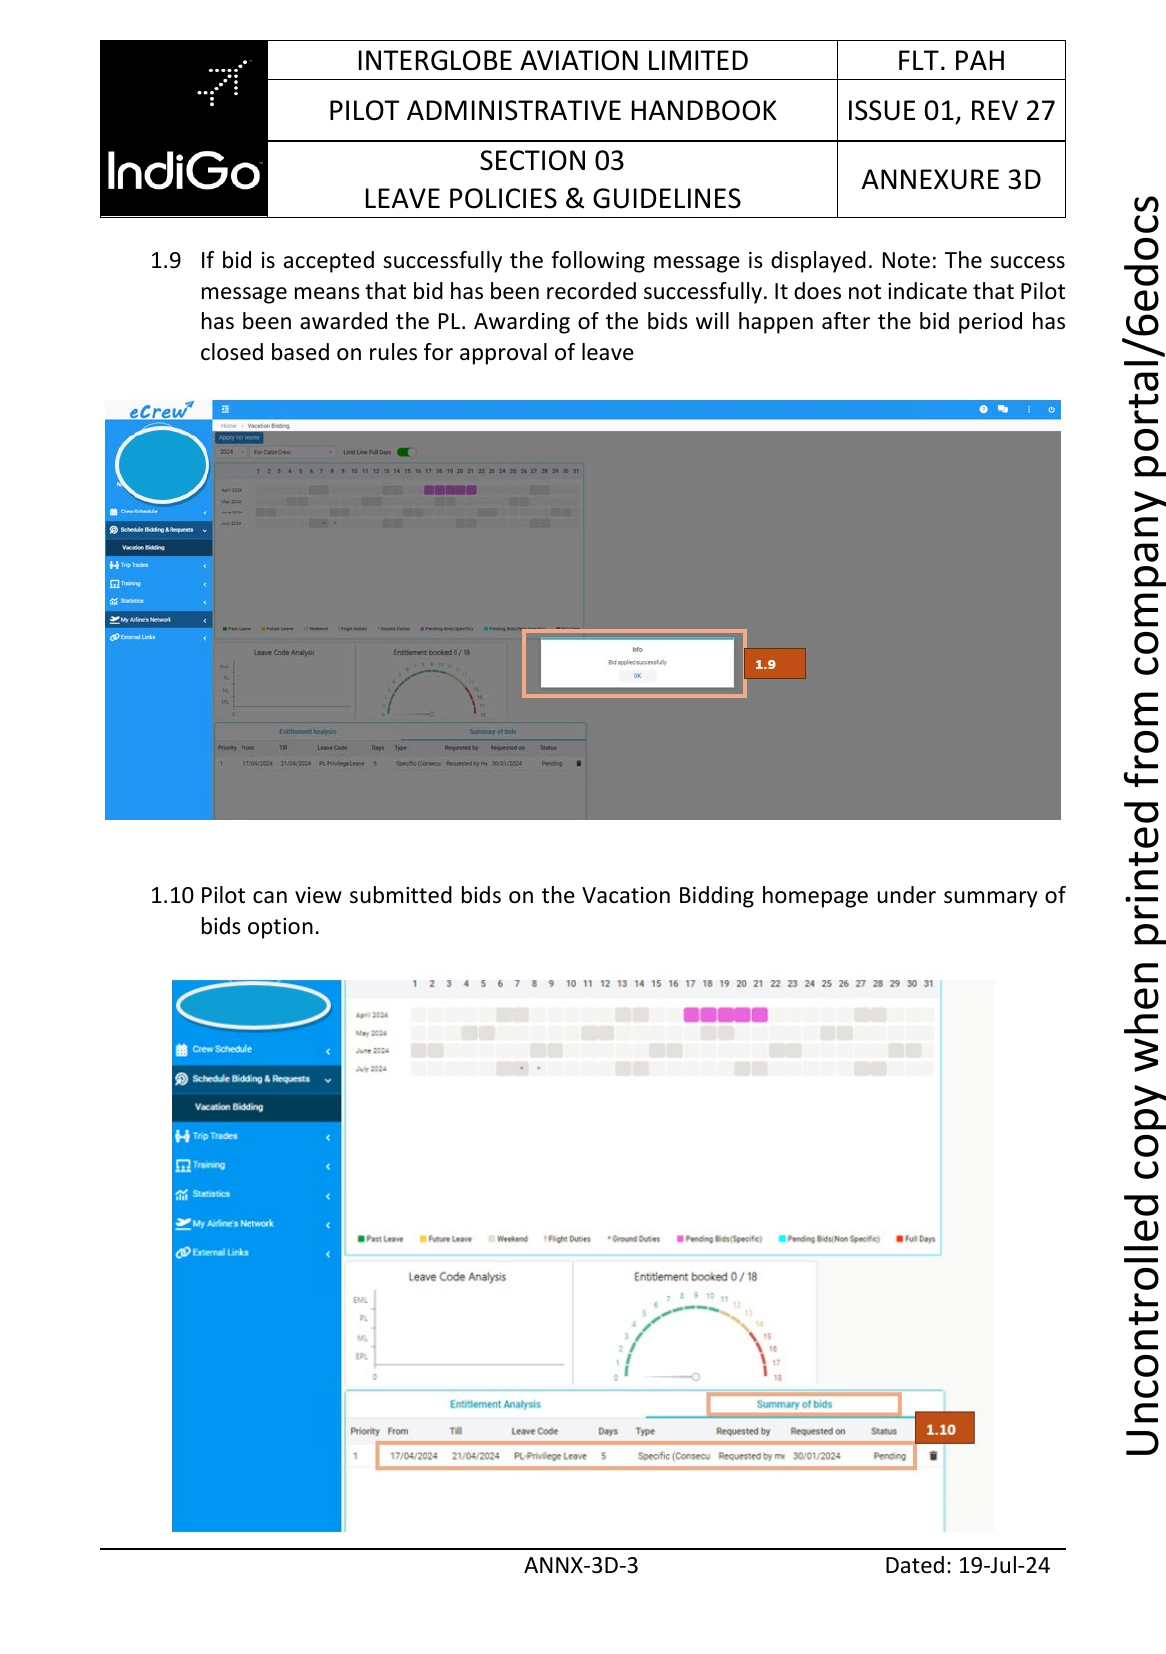 INTERGLOBE AVIATION LIMITED
FLT. PAH
PILOT ADMINISTRATIVE HANDBOOK
ISSUE 01, REV 27
IndiGo
SECTION 03
LEAVE POLICIES & GUIDELINES
ANNEXURE 3D
1.9 If bid is accepted successfully the following message is displayed. Note: The success
message means that bid has been recorded successfully. It does not indicate that Pilot
has been awarded the PL. Awarding of the bids will happen after the bid period has
closed based on rules for approval of leave
eCrew
Home > Vacation Bidding
Apply for leave
2024 For Cabin Crew Limit Line Full Days
1 2 3 4 5 6 7 8 9 10 11 12 13 14 15 16 17 18 19 20 21 22 23 24 25 26 27 28 29 30 31
April 2024
May 2024
June 2024
July 2024
Crew Schedule
Schedule Bidding & Requests
Vacation Bidding
Trip Trades
Training
Statistics
My Airline's Network
External Links
Past Leave Future Leave Weekend ! Flight Duties * Ground Duties Pending Bids(Specific) Pending Bids(Non Specific)
Leave Code Analysis
Entitlement booked 0 / 18
EML
PL
ML
EPL
0
Info
Bid applied successfully
OK
1.9
Entitlement Analysis Summary of bids
Priority From Till Leave Code Days Type Requested by Requested on Status
1 17/04/2024 21/04/2024 PL-Privilege Leave 5 Specific (Consecu Requested by me 30/01/2024 Pending
1.10 Pilot can view submitted bids on the Vacation Bidding homepage under summary of
bids option.
1 2 3 4 5 6 7 8 9 10 11 12 13 14 15 16 17 18 19 20 21 22 23 24 25 26 27 28 29 30 31
April 2024
May 2024
June 2024
July 2024
Crew Schedule
Schedule Bidding & Requests
Vacation Bidding
Trip Trades
Training
Statistics
My Airline's Network
External Links
Past Leave Future Leave Weekend ! Flight Duties * Ground Duties Pending Bids(Specific) Pending Bids(Non Specific) Full Days
Leave Code Analysis
EML
PL
ML
EPL
0
Entitlement booked 0 / 18
0 1 2 3 4 5 6 7 8 9 10 11 12 13 14 15 16 17 18
Entitlement Analysis Summary of bids
Priority From Till Leave Code Days Type Requested by Requested on Status
1 17/04/2024 21/04/2024 PL-Privilege Leave 5 Specific (Consecu Requested by me 30/01/2024 Pending
1.10
ANNX-3D-3
Dated: 19-Jul-24
Uncontrolled copy when printed from company portal/6edocs